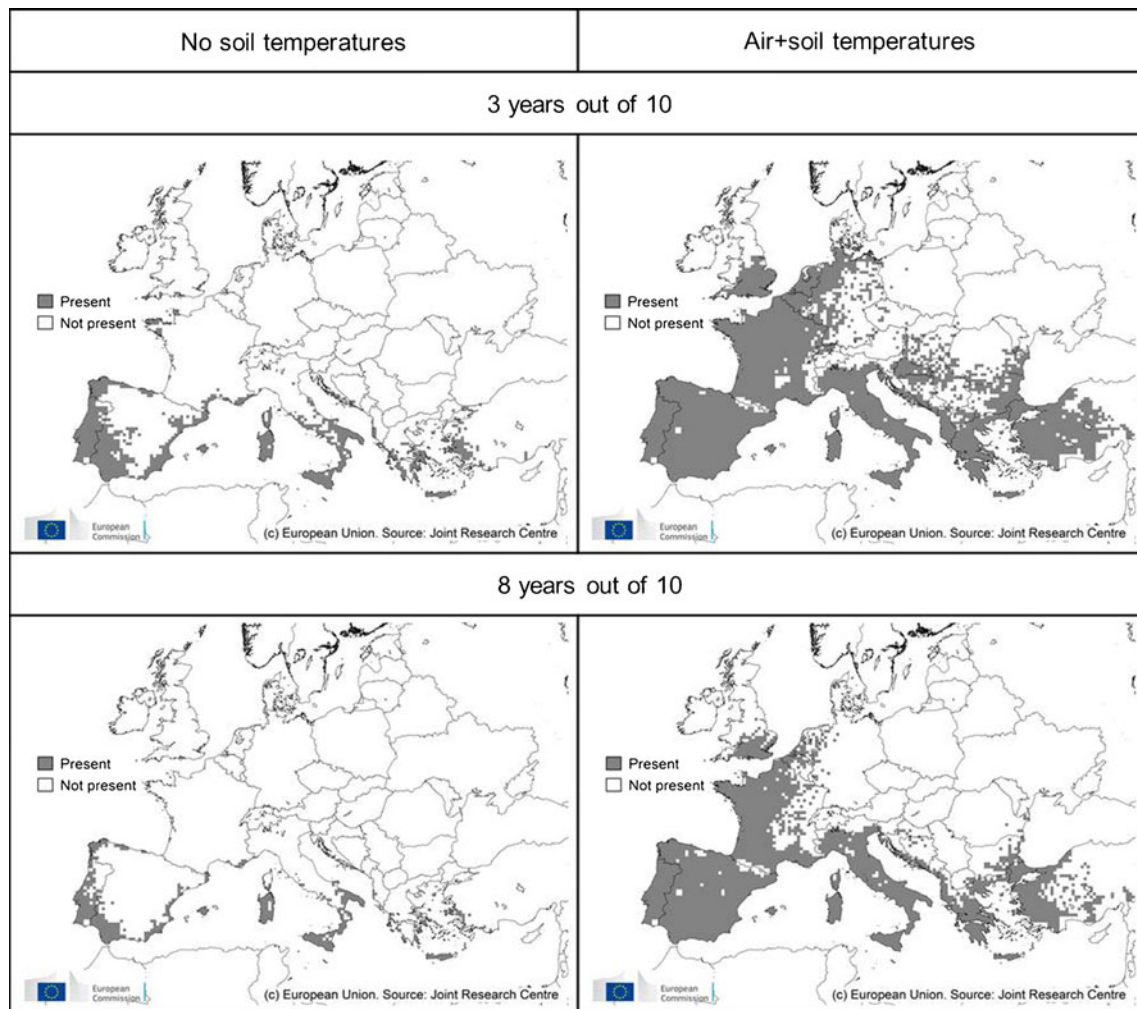 No soil temperatures
Air+soil temperatures
3 years out of 10
Present
Not present
European
Commission
(c) European Union. Source: Joint Research Centre
Present
Not present
European
Commission
(c) European Union. Source: Joint Research Centre
8 years out of 10
Present
Not present
European
Commission
(c) European Union. Source: Joint Research Centre
Present
Not present
European
Commission
(c) European Union. Source: Joint Research Centre